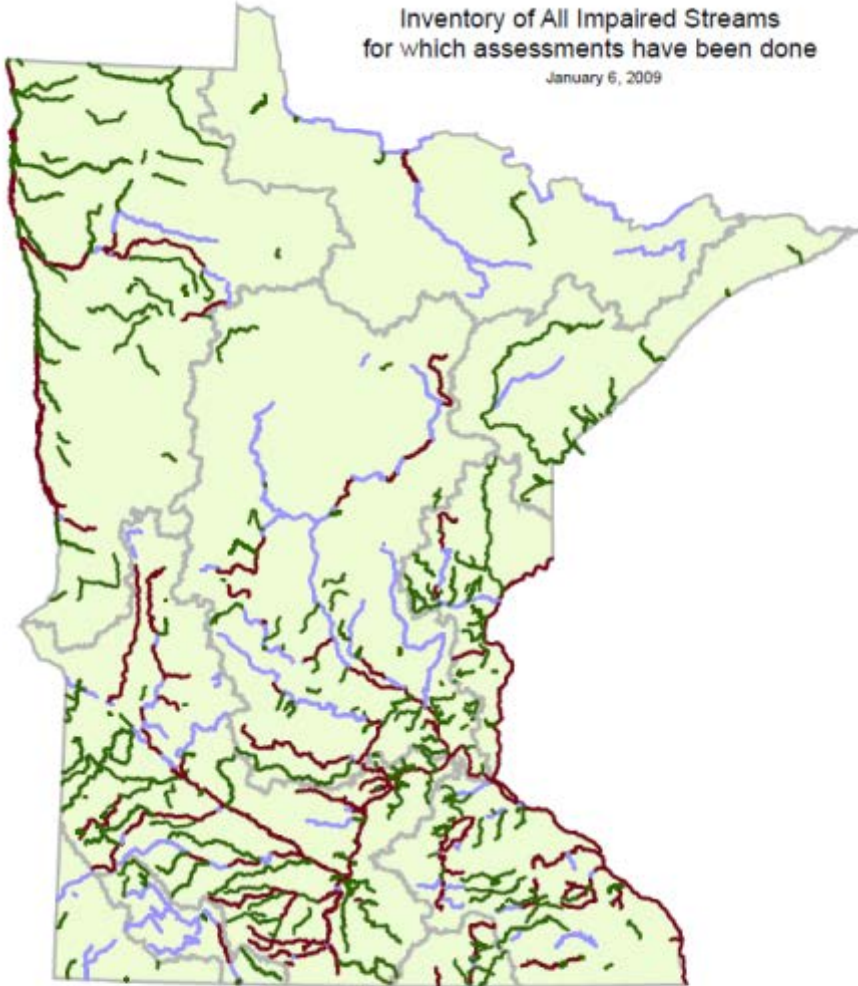 Inventory of All Impaired Streams
for which assessments have been done
January 6, 2009